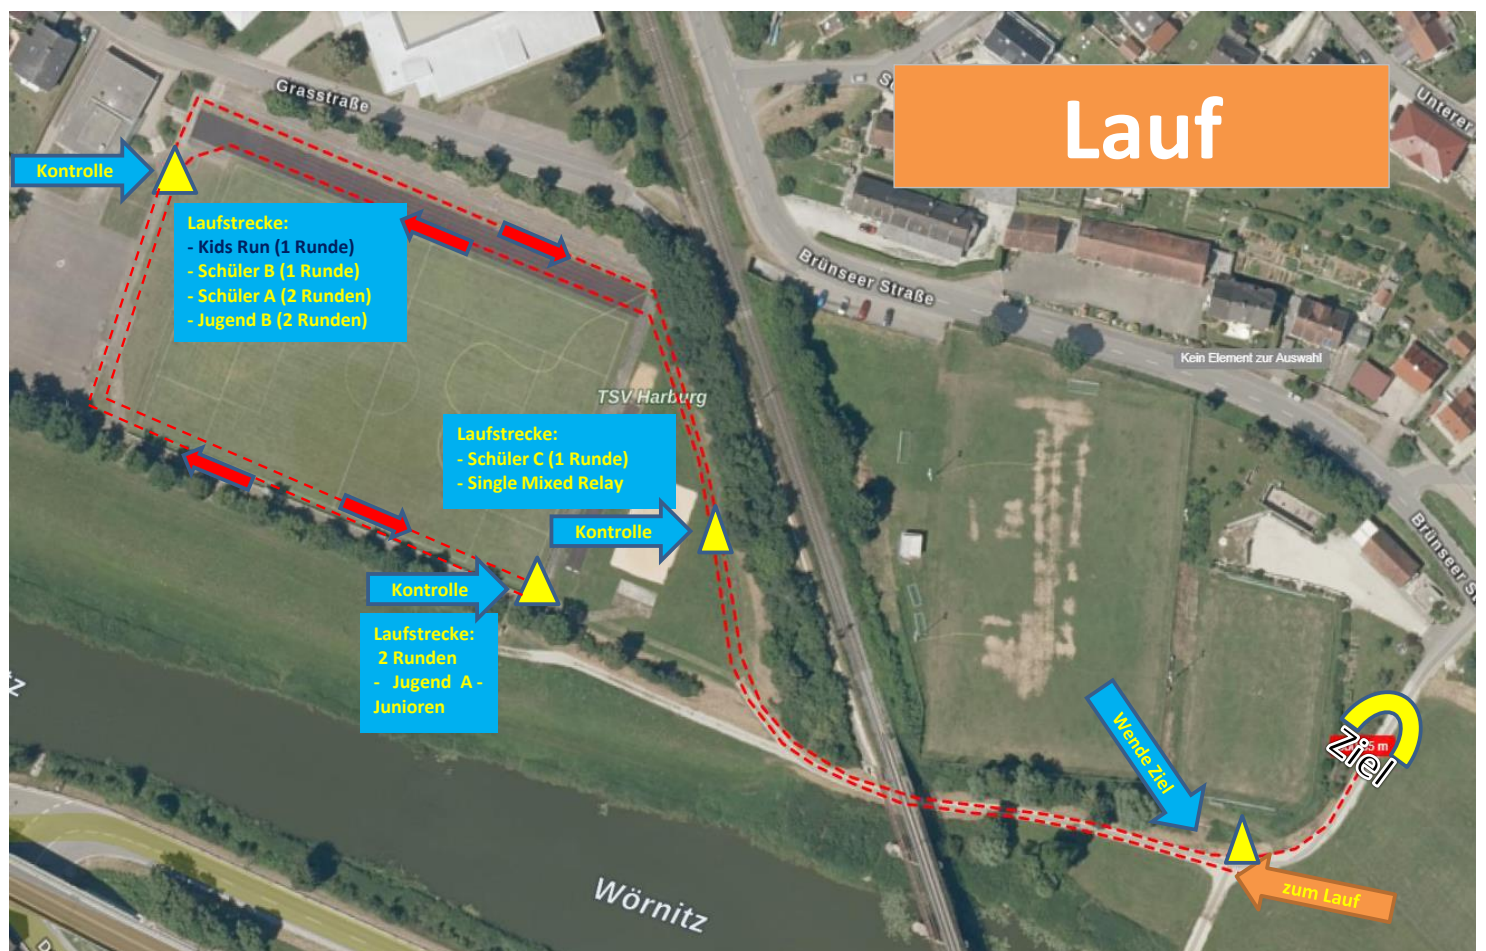 Lauf
Grasstraße
Unterer
Kontrolle
Laufstrecke:
- Kids Run (1 Runde)
- Schüler B (1 Runde)
- Schüler A (2 Runden)
- Jugend B (2 Runden)
Brünseer Straße
Kein Element zur Auswahl
TSV Harburg
Laufstrecke:
- Schüler C (1 Runde)
- Single Mixed Relay
Kontrolle
Brünseer
Kontrolle
Laufstrecke:
2 Runden
- Jugend A -
Junioren
Wende Ziel
Ziel
zum Lauf
Wörnitz